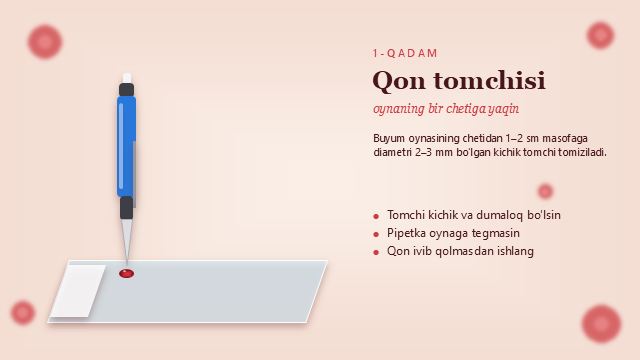 1-QADAM
Qon tomchisi
oynaning bir chetiga yaqin
Buyum oynasining chetidan 1–2 sm masofaga
diametri 2–3 mm bo‘lgan kichik tomchi tomiziladi.
• Tomchi kichik va dumaloq bo‘lsin
• Pipetka oynaga tegmasin
• Qon ivib qolmasdan ishlang